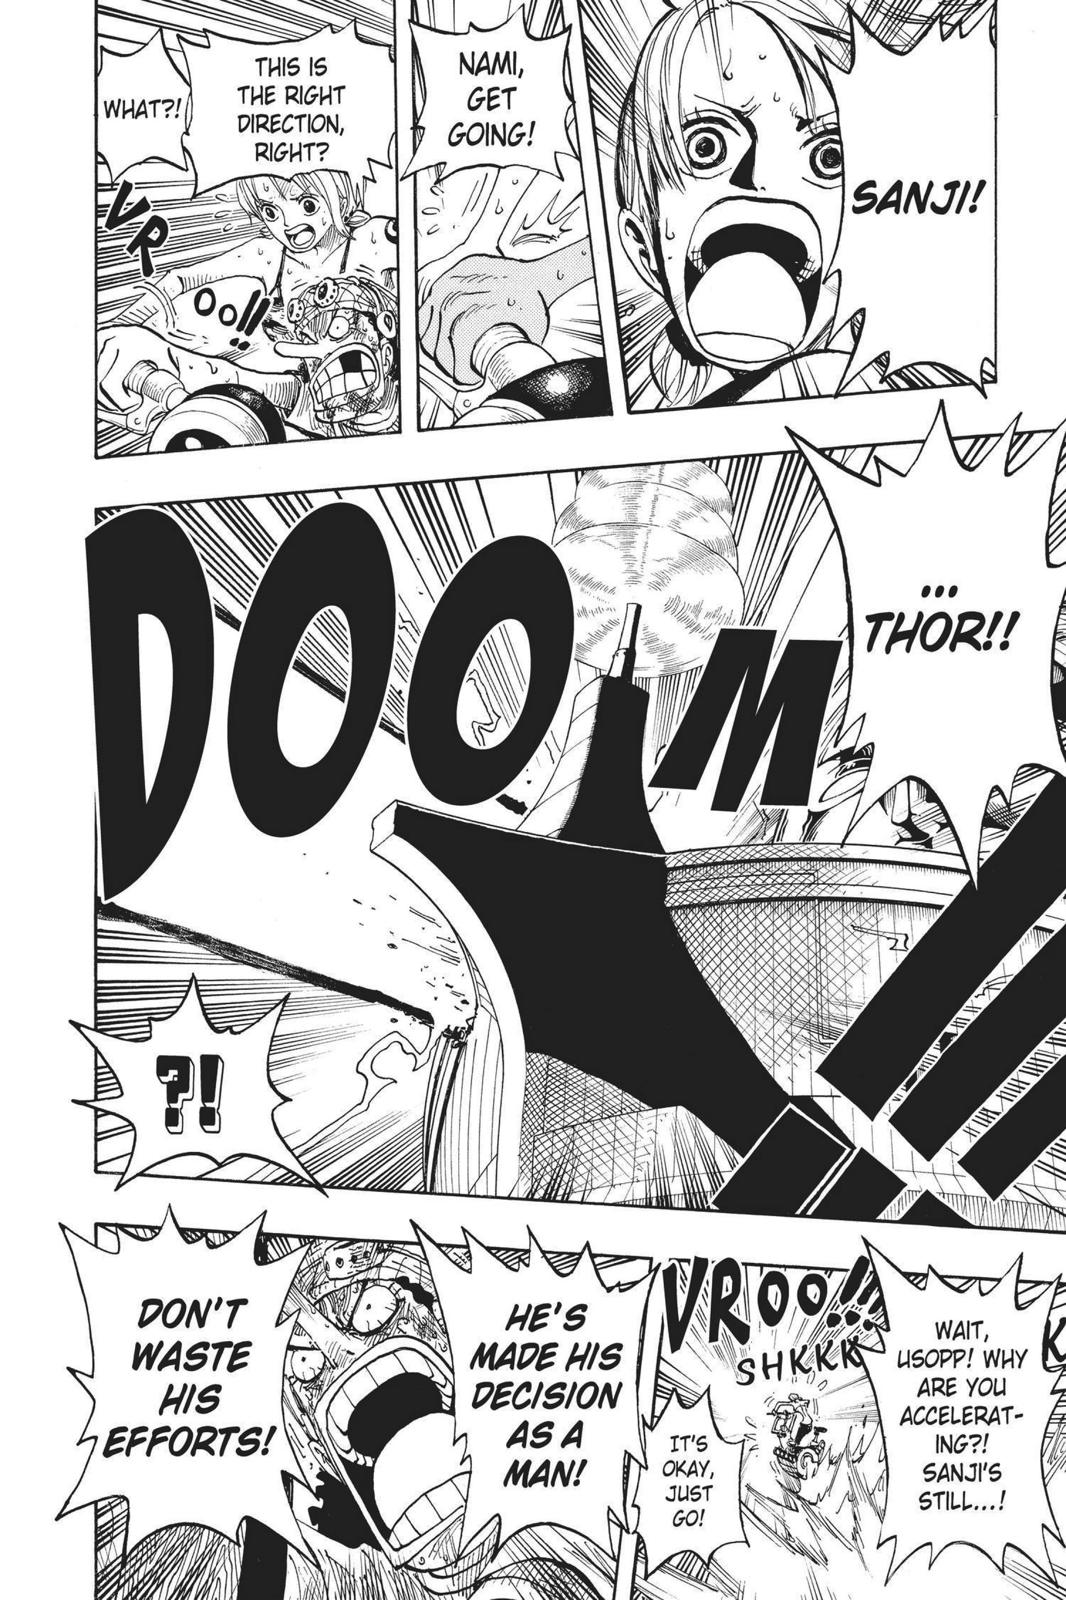 SANJI!
NAMI,
GET
GOING!
THIS IS
THE RIGHT
DIRECTION,
RIGHT?
WHAT?!
VR
OO!!
...
THOR!!
DOOM!!!
?!
WAIT,
USOPP! WHY
ARE YOU
ACCELERAT-
ING?!
SANJI'S
STILL...!
VROO!!!
SHKKK
K
IT'S
OKAY,
JUST
GO!
HE'S
MADE HIS
DECISION
AS A
MAN!
DON'T
WASTE
HIS
EFFORTS!